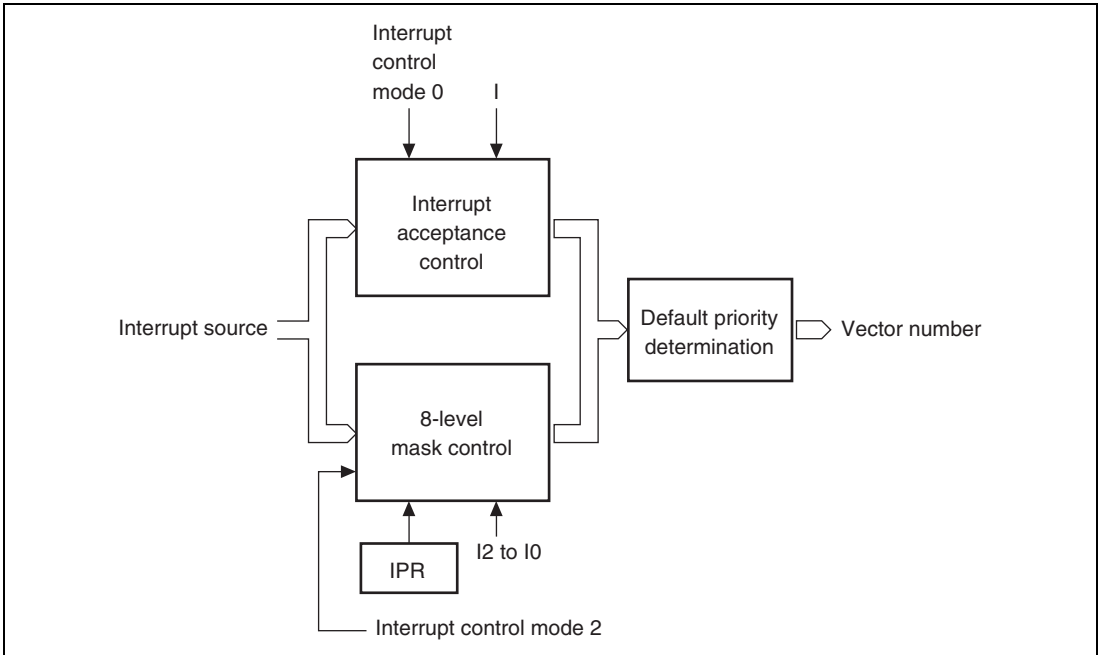 Interrupt
control
mode 0
I
Interrupt
acceptance
control
Interrupt source
Default priority
determination
Vector number
8-level
mask control
I2 to I0
IPR
Interrupt control mode 2